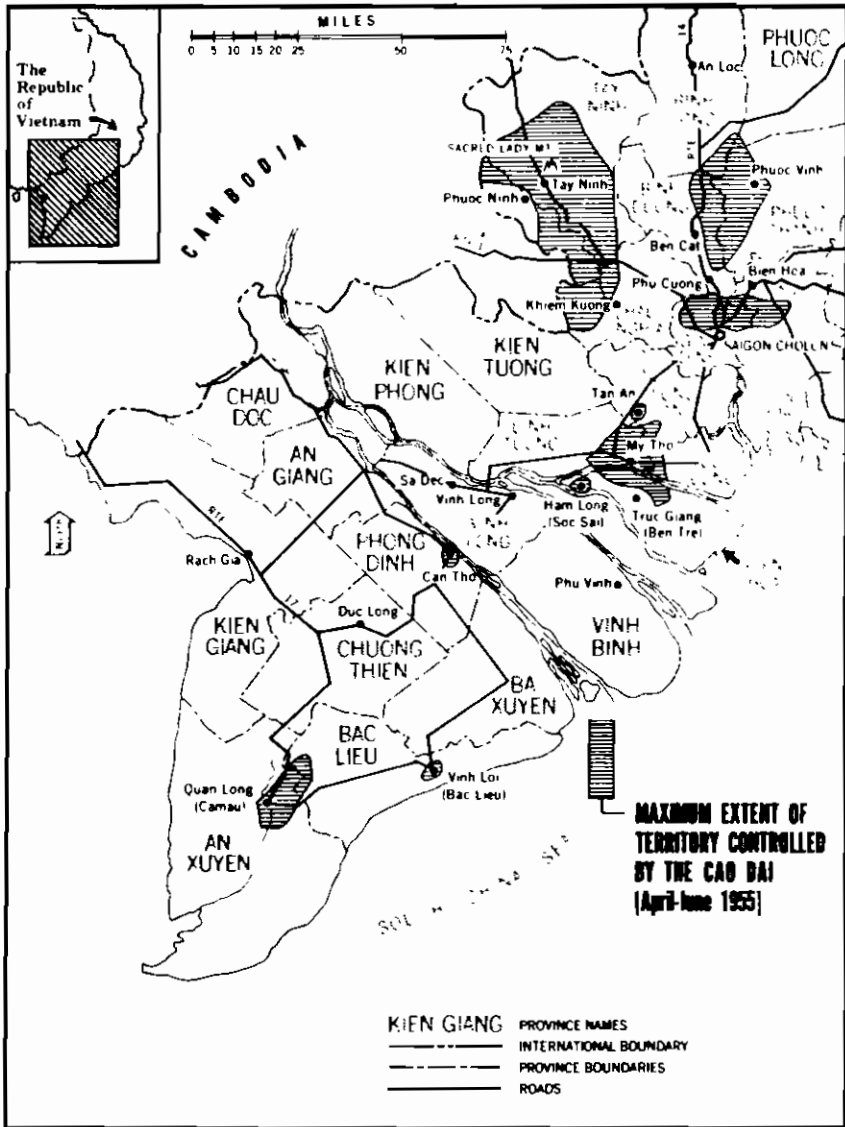 MILES
0 5 10 15 20 25 50 75
The
Republic
of
Vietnam
CAMBODIA
PHUOC
LONG
An Loc
SACRED LADY MT
Tay Ninh
Phuoc Ninh
Phuoc Vinh
Ben Cat
Bien Hoa
Phu Cuong
Khiem Kuong
AIGON CHOLON
KIEN
TUONG
KIEN
PHONG
CHAU
DOC
Tan An
AN
GIANG
My Tho
Sa Dec
Vinh Long
Ham Long
(Soc Sai)
Truc Giang
(Ben Tre)
Rach Gia
PHONG
DINH
Can Tho
Phu Vinh
KIEN
GIANG
Duc Long
CHUONG
THIEN
VINH
BINH
BA
XUYEN
BAC
LIEU
Quan Long
(Camau)
Vinh Loi
(Bac Lieu)
AN
XUYEN
MAXIMUM EXTENT OF
TERRITORY CONTROLLED
BY THE CAO DAI
(April-June 1955)
KIEN GIANG PROVINCE NAMES
INTERNATIONAL BOUNDARY
PROVINCE BOUNDARIES
ROADS